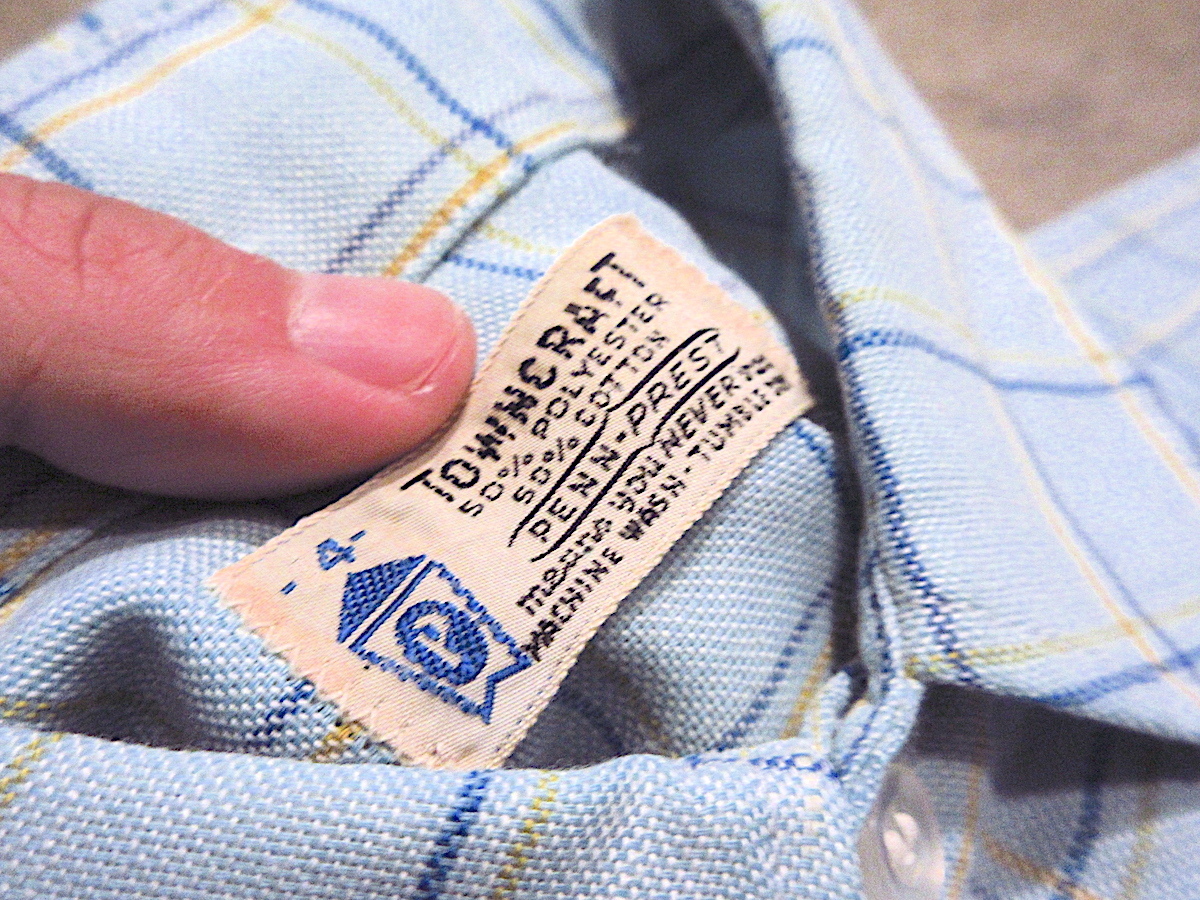 TOWNCRAFT
50% POLYESTER
50% COTTON
PENN-PREST
means YOU NEVER
MACHINE WASH - TUMBLE
- 4 -